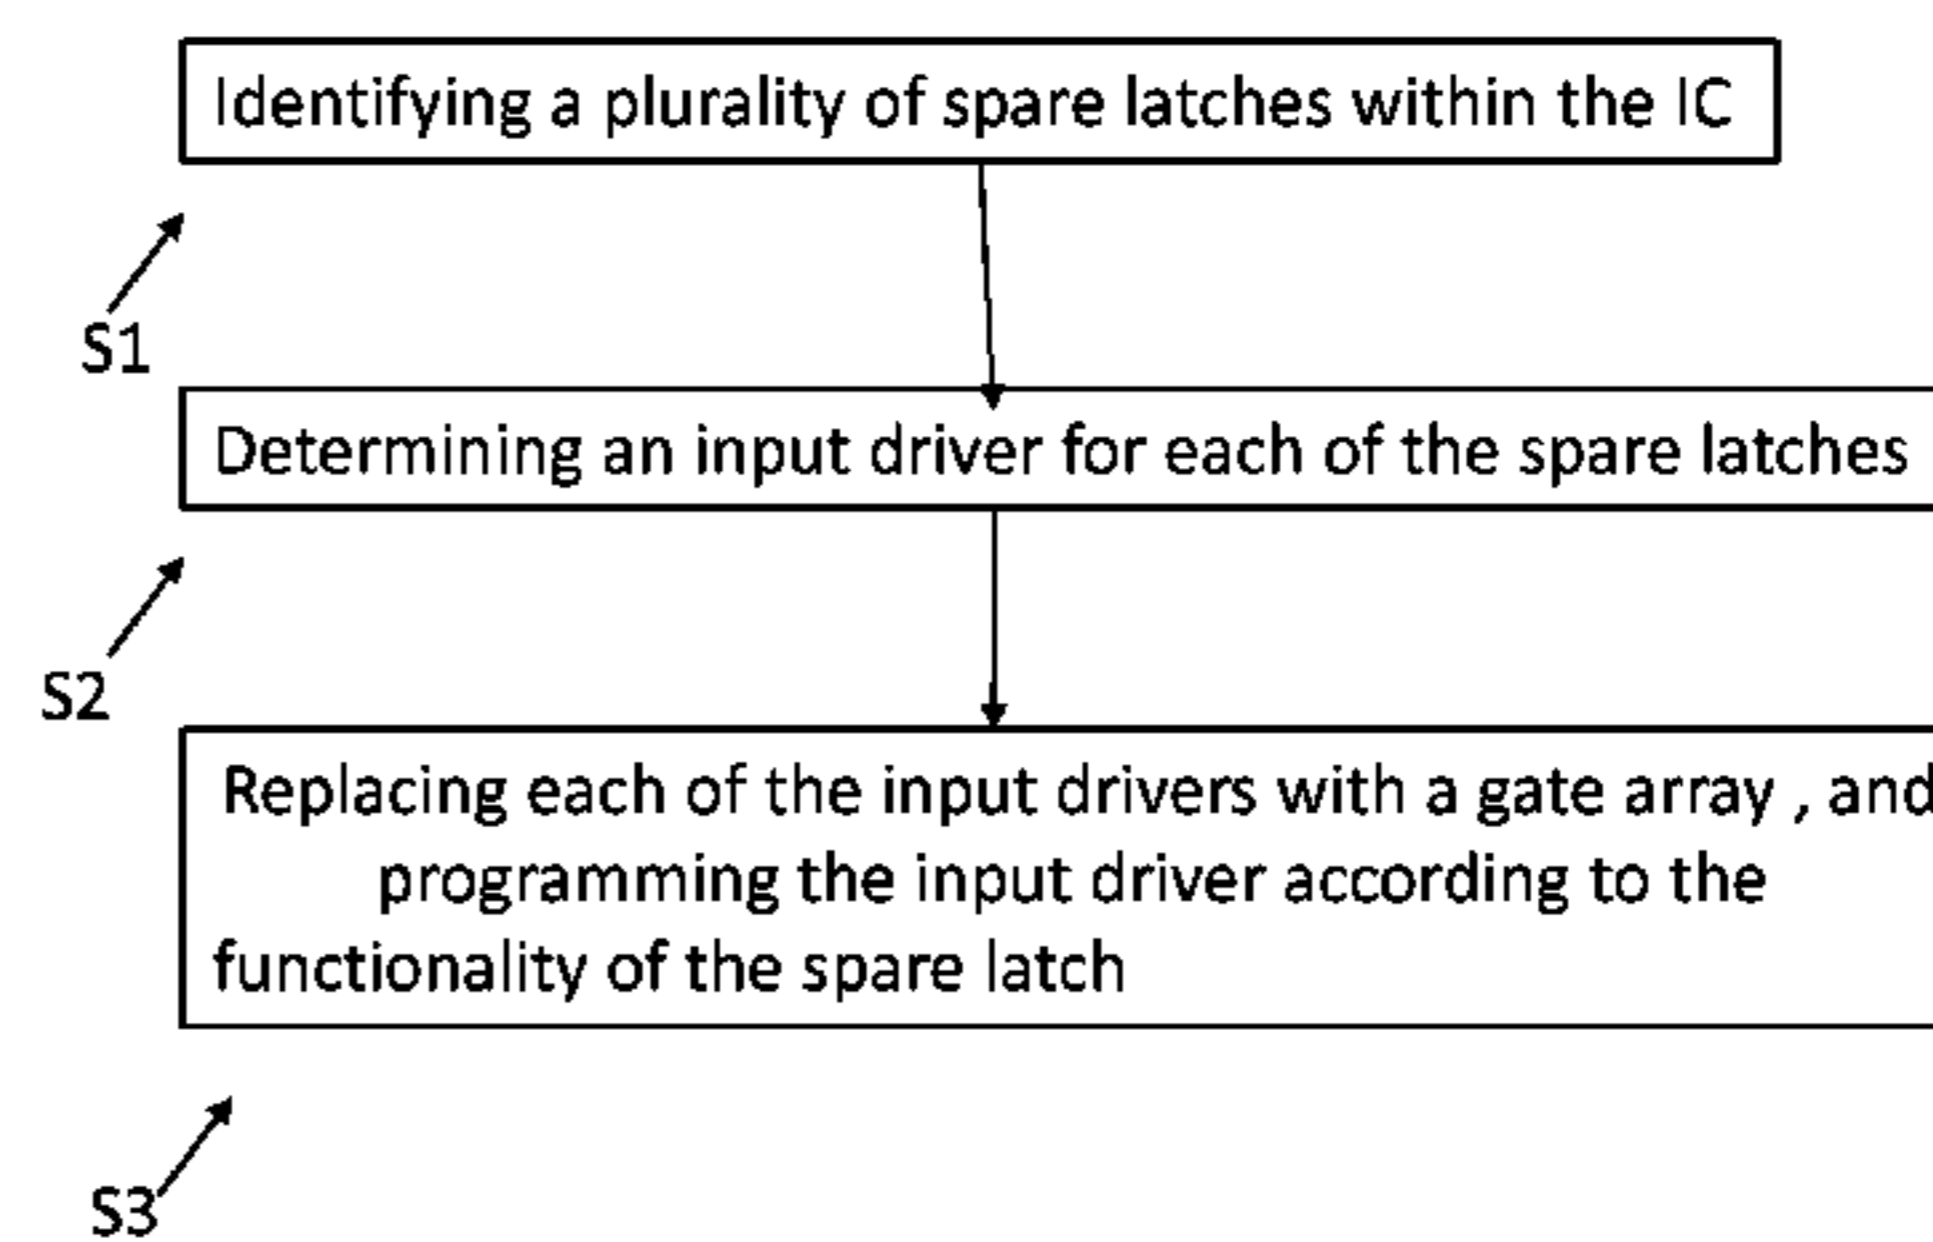 Identifying a plurality of spare latches within the IC
S1
Determining an input driver for each of the spare latches
S2
Replacing each of the input drivers with a gate array , and
programming the input driver according to the
functionality of the spare latch
S3